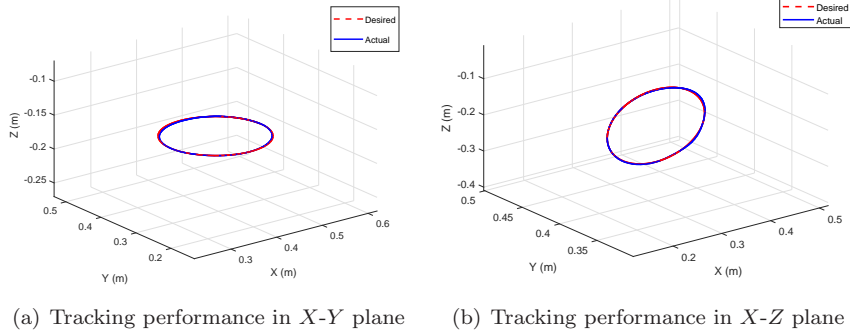 Desired
Actual
-0.1
-0.15
-0.2
-0.25
Z (m)
0.5
0.4
0.3
0.2
Y (m)
0.3
0.4
0.5
0.6
X (m)
Desired
Actual
-0.1
-0.2
-0.3
-0.4
Z (m)
0.5
0.45
0.4
0.35
Y (m)
0.2
0.3
0.4
0.5
X (m)
(a) Tracking performance in X-Y plane
(b) Tracking performance in X-Z plane